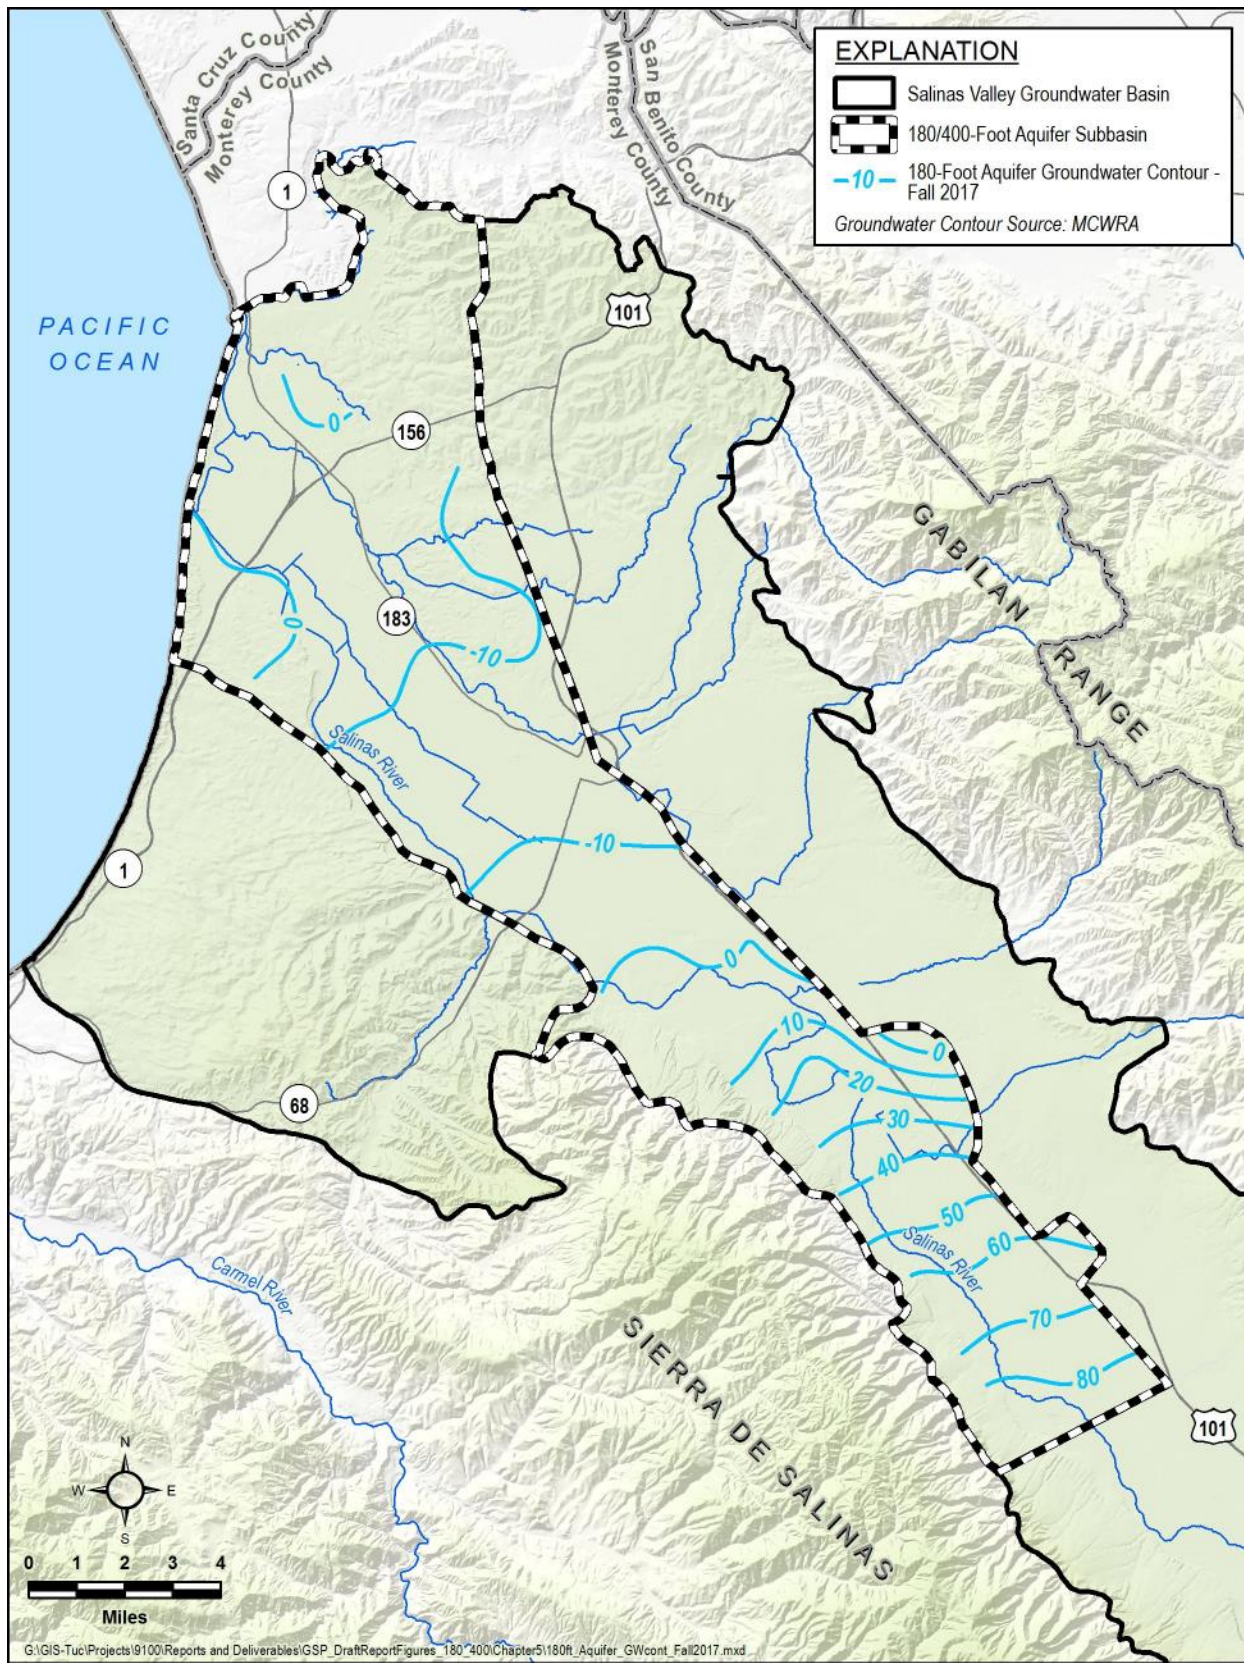 EXPLANATION
Salinas Valley Groundwater Basin
180/400-Foot Aquifer Subbasin
-10
180-Foot Aquifer Groundwater Contour -
Fall 2017
Groundwater Contour Source: MCWRA
Santa Cruz County
Monterey County
San Benito County
Monterey County
1
101
PACIFIC
OCEAN
0
156
GABILAN
RANGE
0
183
-10
Salinas River
-10
1
0
10
0
20
68
30
40
50
60
Salinas River
Carmel River
70
80
SIERRA DE SALINAS
101
N
W
E
S
0 1 2 3 4
Miles
G:\GIS-Tuc\Projects\9100\Reports and Deliverables\GSP_DraftReportFigures_180_400\Chapter5\180ft_Aquifer_GWcont_Fall2017.mxd